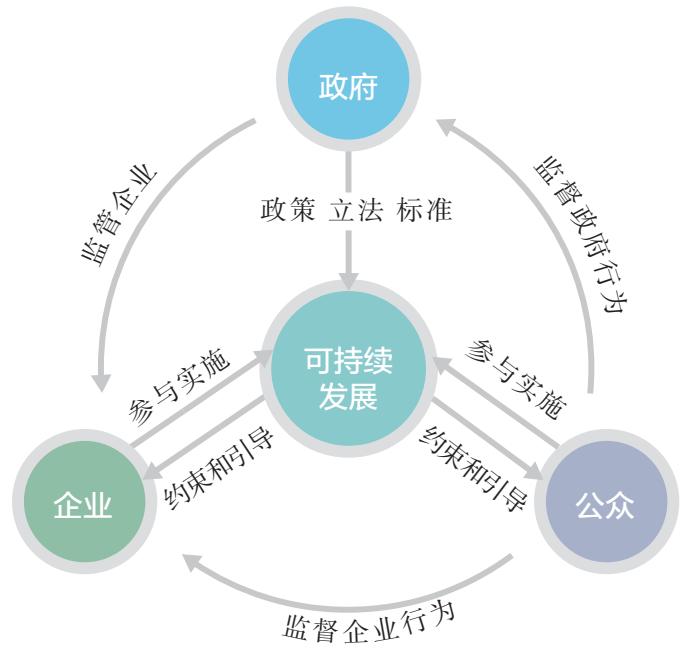 政府
监管企业
监督政府行为
政策 立法 标准
可持续
发展
参与实施
参与实施
约束和引导
约束和引导
企业
公众
监督企业行为